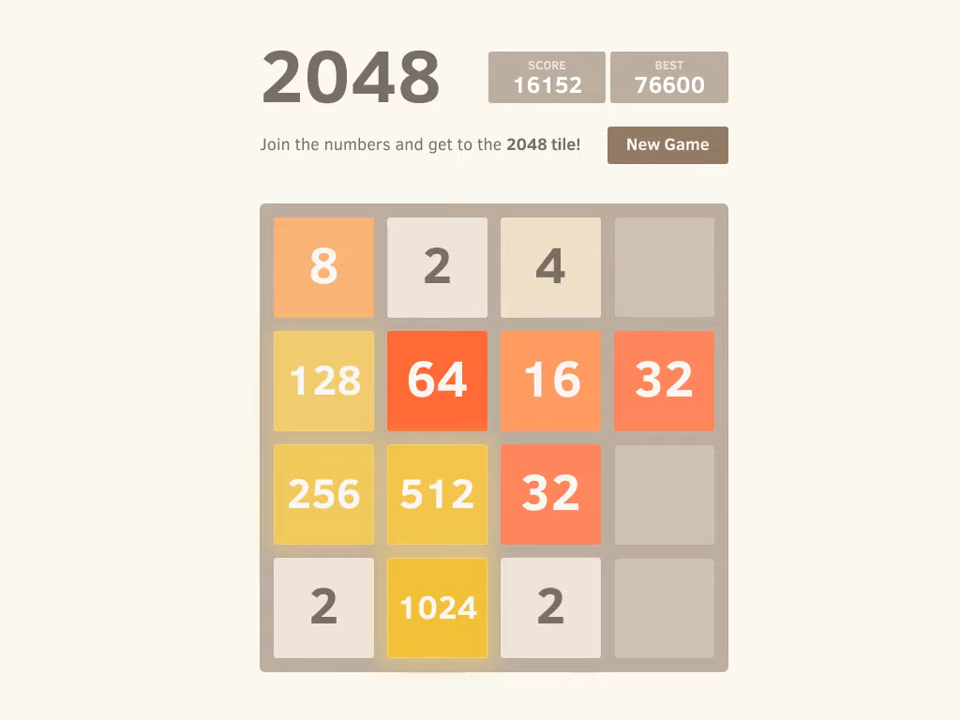 2048
SCORE
16152
BEST
76600
Join the numbers and get to the 2048 tile!
New Game
8 2 4
128 64 16 32
256 512 32
2 1024 2